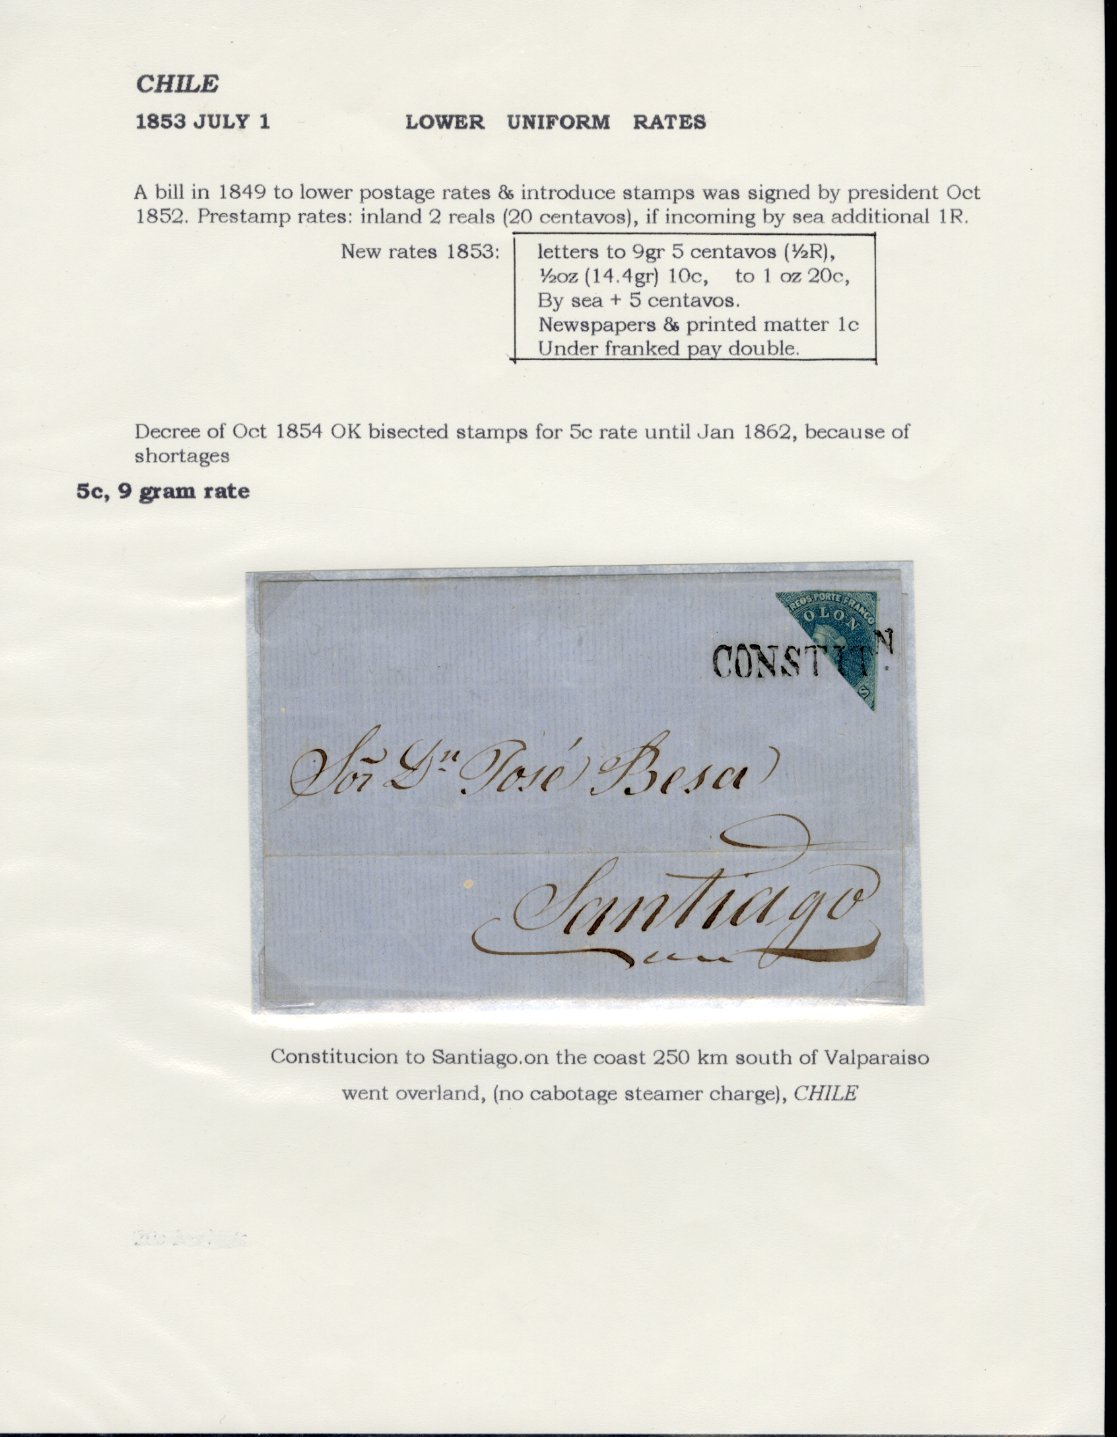 CHILE
1853 JULY 1 LOWER UNIFORM RATES
A bill in 1849 to lower postage rates & introduce stamps was signed by president Oct
1852. Prestamp rates: inland 2 reals (20 centavos), if incoming by sea additional 1R.
New rates 1853: letters to 9gr 5 centavos (½R),
½oz (14.4gr) 10c, to 1 oz 20c,
By sea + 5 centavos.
Newspapers & printed matter 1c
Under franked pay double.
Decree of Oct 1854 OK bisected stamps for 5c rate until Jan 1862, because of
shortages
5c, 9 gram rate
REOS PORTE FRANCO
OLON
S
CONSTITN.
Sor Dn José Besa
Santiago
Constitucion to Santiago.on the coast 250 km south of Valparaiso
went overland, (no cabotage steamer charge), CHILE